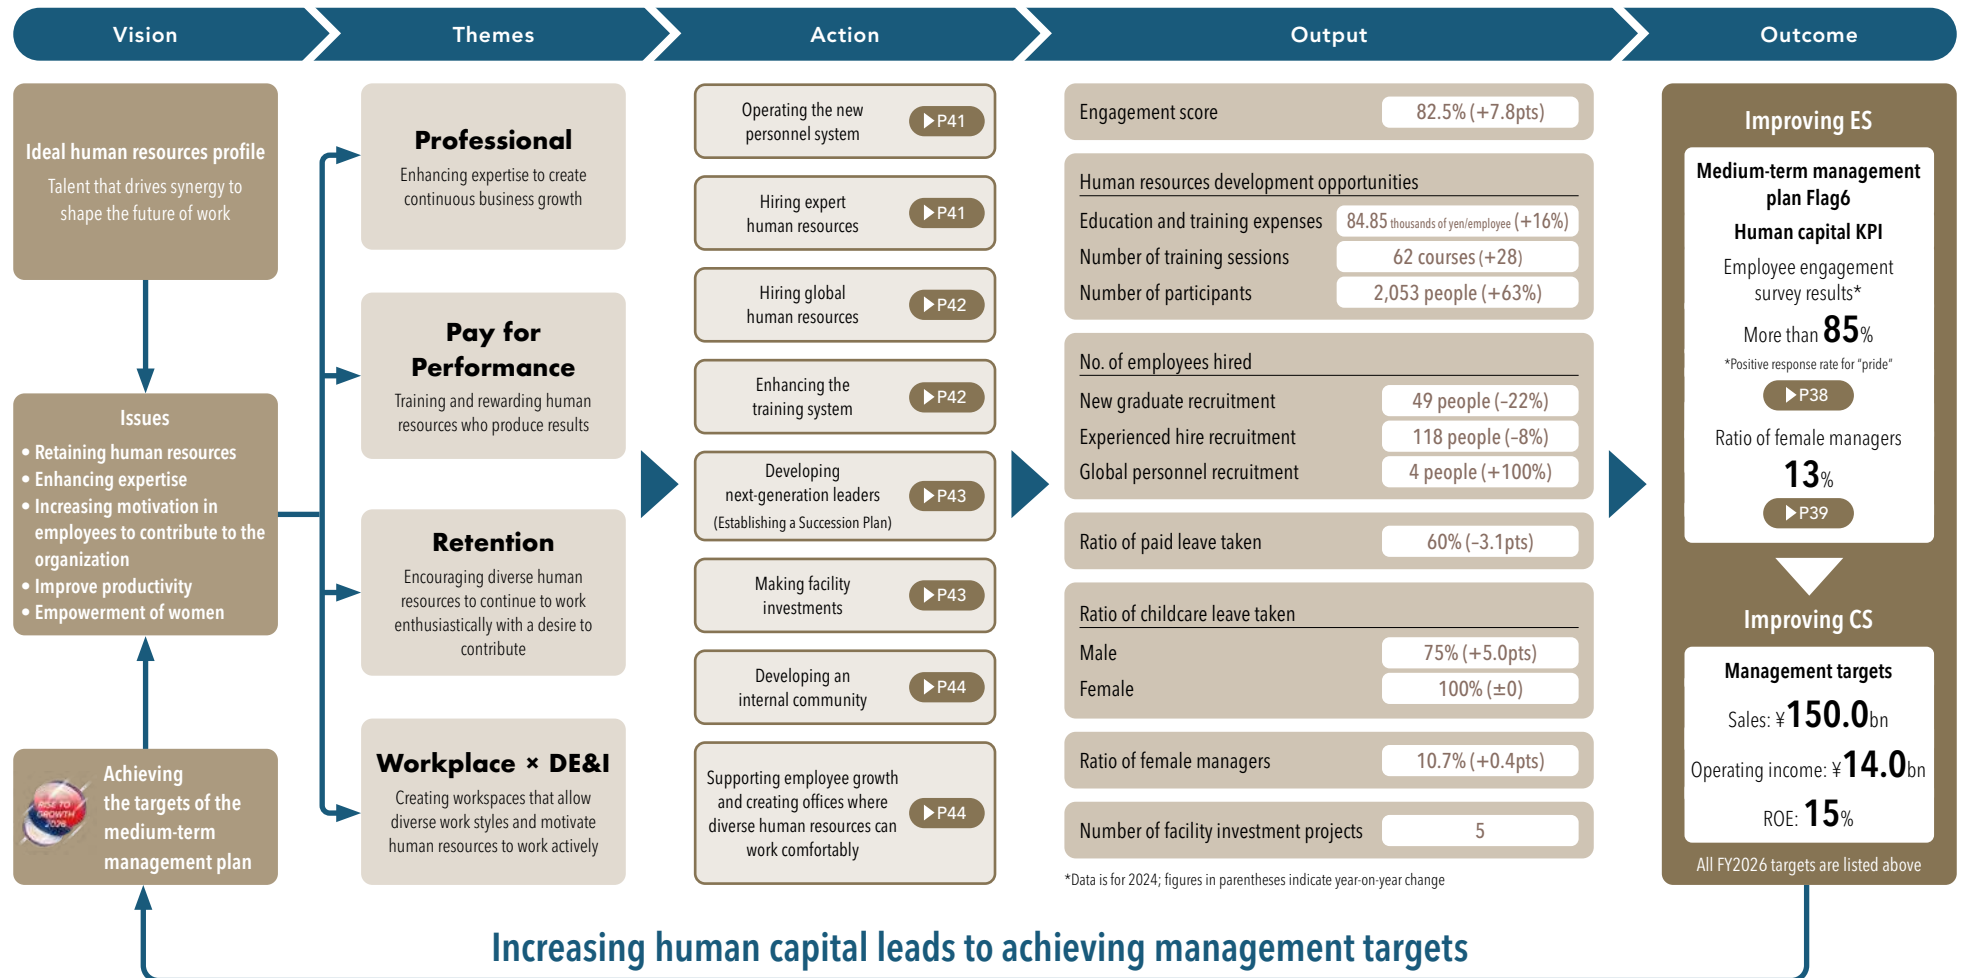 Vision
Themes
Action
Output
Outcome
Ideal human resources profile
Talent that drives synergy to
shape the future of work
Issues
• Retaining human resources
• Enhancing expertise
• Increasing motivation in
employees to contribute to the
organization
• Improve productivity
• Empowerment of women
RISE TO
GROWTH
2026
Achieving
the targets of the
medium-term
management plan
Professional
Enhancing expertise to create
continuous business growth
Pay for
Performance
Training and rewarding human
resources who produce results
Retention
Encouraging diverse human
resources to continue to work
enthusiastically with a desire to
contribute
Workplace × DE&I
Creating workspaces that allow
diverse work styles and motivate
human resources to work actively
Operating the new
personnel system
▶P41
Hiring expert
human resources
▶P41
Hiring global
human resources
▶P42
Enhancing the
training system
▶P42
Developing
next-generation leaders
(Establishing a Succession Plan)
▶P43
Making facility
investments
▶P43
Developing an
internal community
▶P44
Supporting employee growth
and creating offices where
diverse human resources can
work comfortably
▶P44
Engagement score 82.5% (+7.8pts)
Human resources development opportunities
Education and training expenses 84.85 thousands of yen/employee (+16%)
Number of training sessions 62 courses (+28)
Number of participants 2,053 people (+63%)
No. of employees hired
New graduate recruitment 49 people (–22%)
Experienced hire recruitment 118 people (–8%)
Global personnel recruitment 4 people (+100%)
Ratio of paid leave taken 60% (–3.1pts)
Ratio of childcare leave taken
Male 75% (+5.0pts)
Female 100% (±0)
Ratio of female managers 10.7% (+0.4pts)
Number of facility investment projects 5
*Data is for 2024; figures in parentheses indicate year-on-year change
Improving ES
Medium-term management
plan Flag6
Human capital KPI
Employee engagement
survey results*
More than 85%
*Positive response rate for “pride”
▶P38
Ratio of female managers
13%
▶P39
Improving CS
Management targets
Sales: ¥150.0bn
Operating income: ¥14.0bn
ROE: 15%
All FY2026 targets are listed above
Increasing human capital leads to achieving management targets